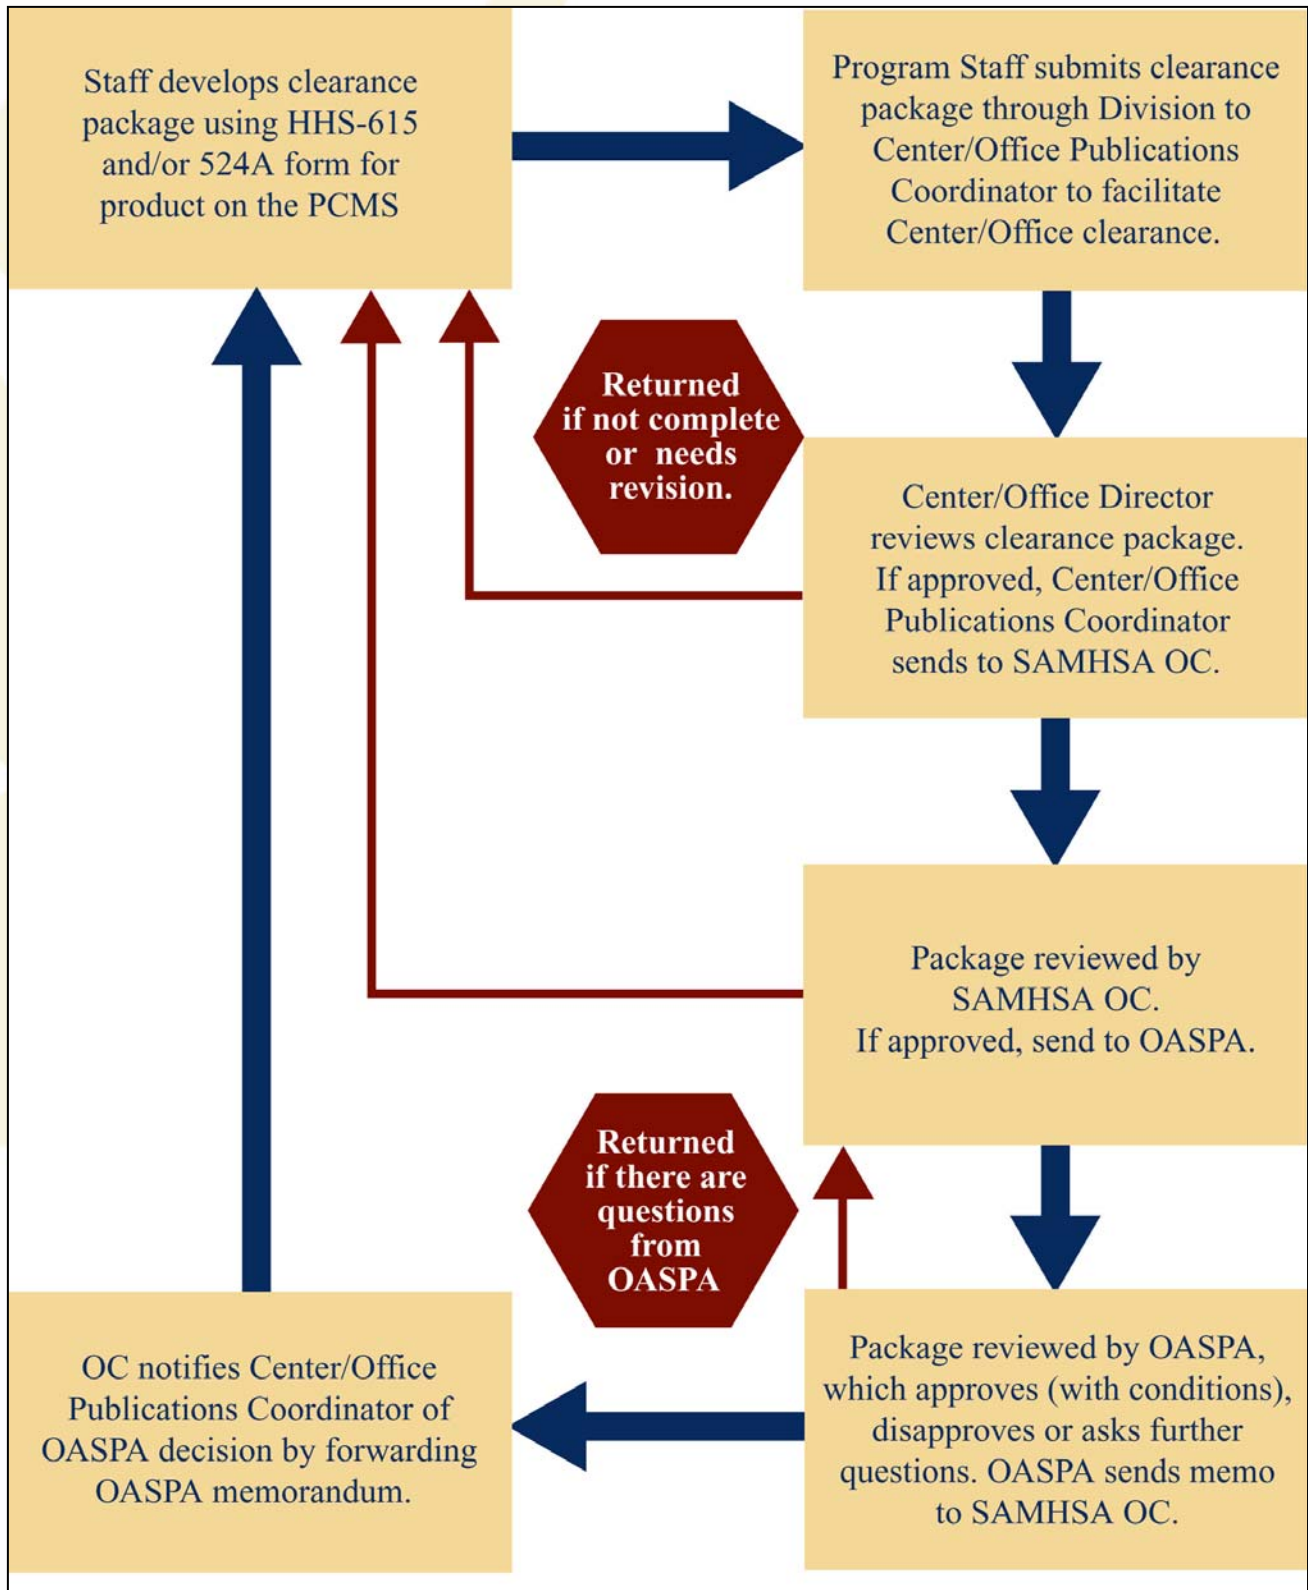 Staff develops clearance
package using HHS-615
and/or 524A form for
product on the PCMS
Program Staff submits clearance
package through Division to
Center/Office Publications
Coordinator to facilitate
Center/Office clearance.
Returned
if not complete
or needs
revision.
Center/Office Director
reviews clearance package.
If approved, Center/Office
Publications Coordinator
sends to SAMHSA OC.
Package reviewed by
SAMHSA OC.
If approved, send to OASPA.
Returned
if there are
questions
from
OASPA
Package reviewed by OASPA,
which approves (with conditions),
disapproves or asks further
questions. OASPA sends memo
to SAMHSA OC.
OC notifies Center/Office
Publications Coordinator of
OASPA decision by forwarding
OASPA memorandum.